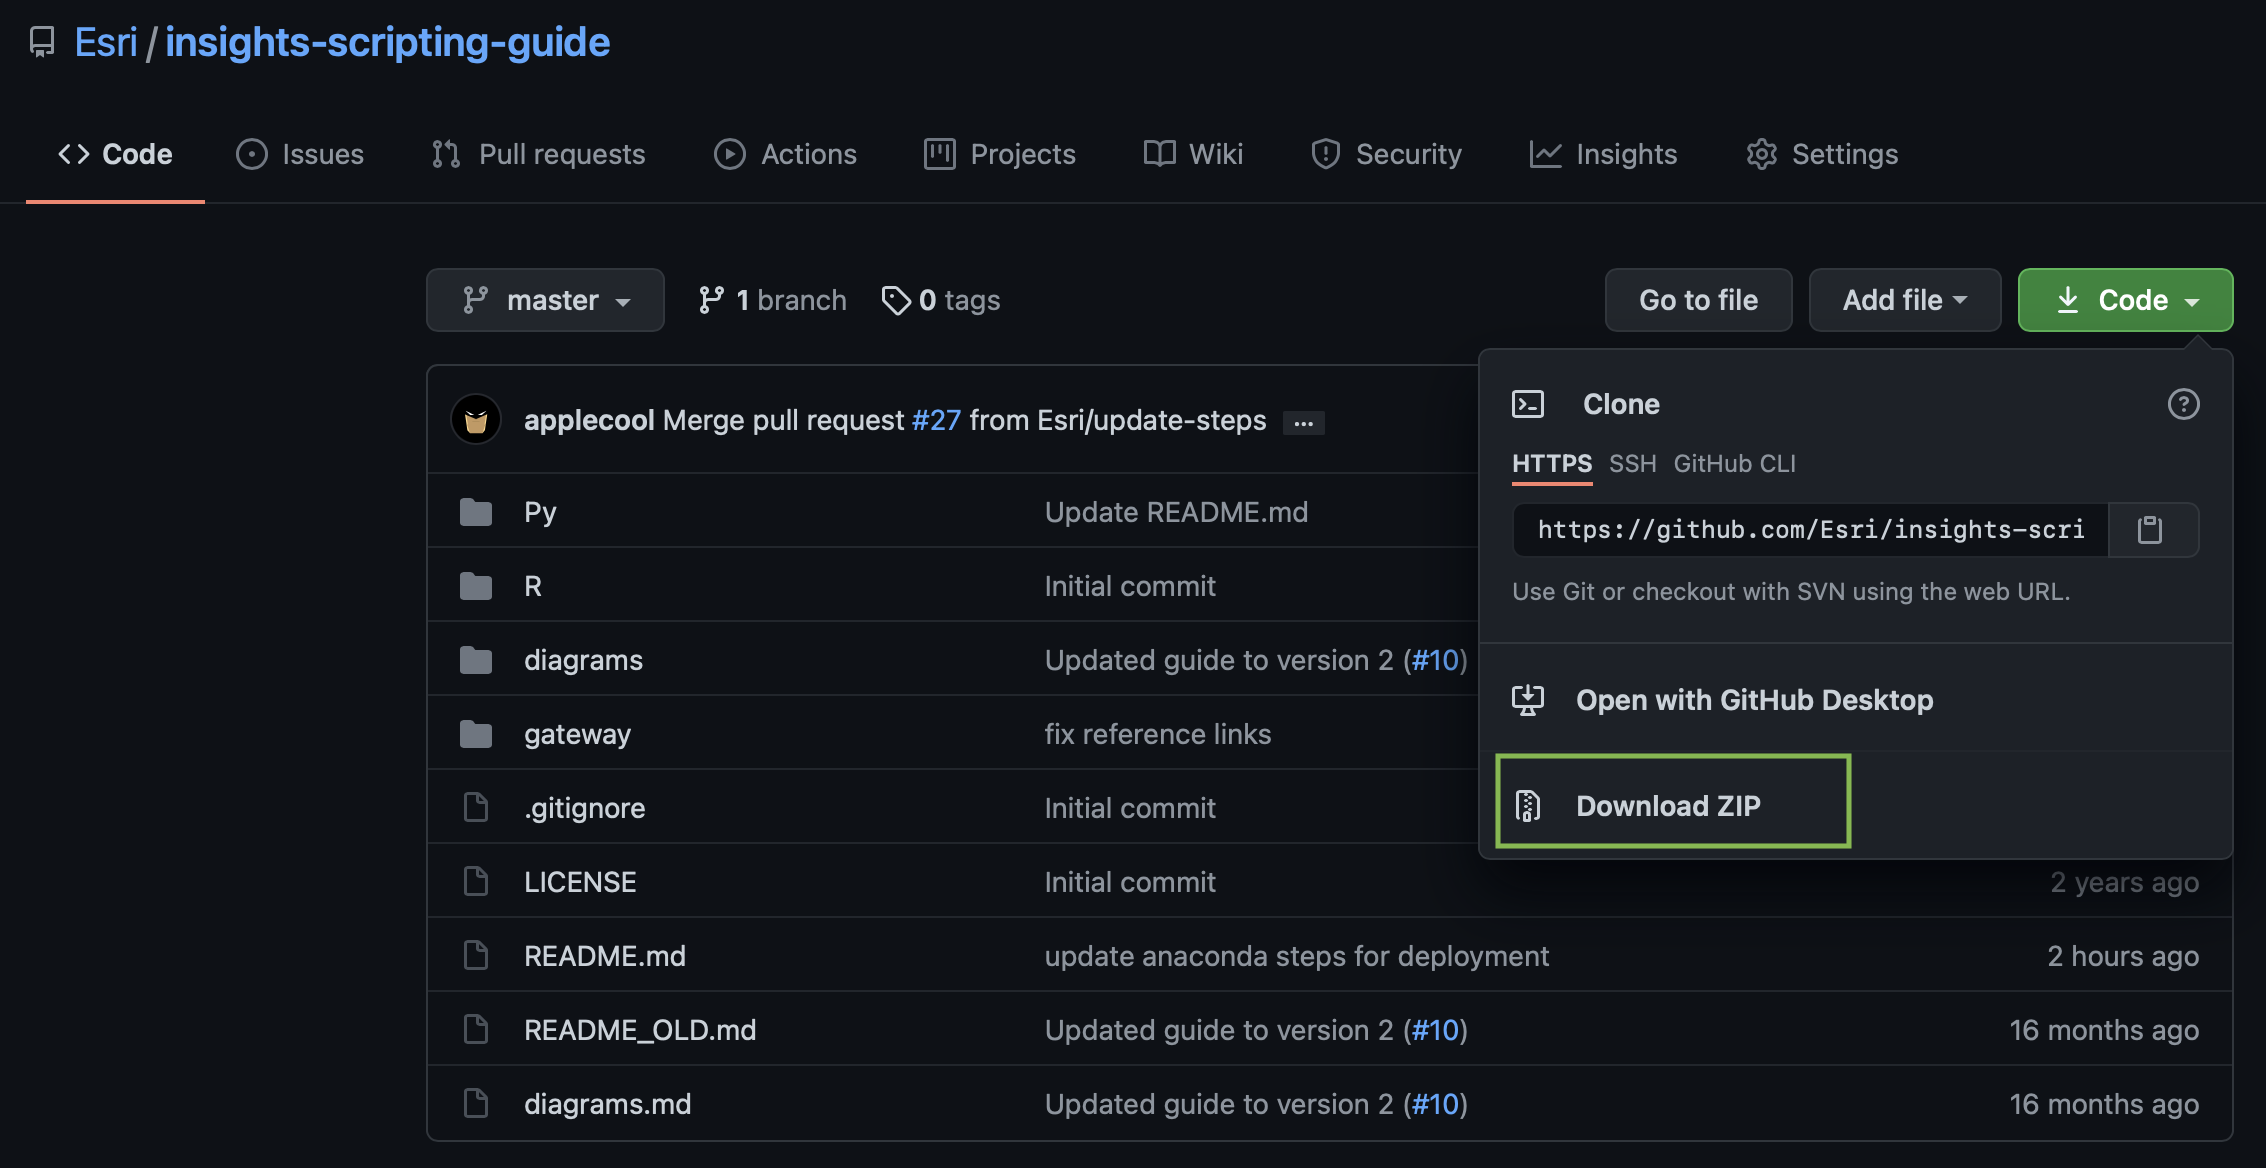 Esri / insights-scripting-guide
Code Issues Pull requests Actions Projects Wiki Security Insights Settings
master 1 branch 0 tags Go to file Add file Code
applecool Merge pull request #27 from Esri/update-steps ...
Clone
HTTPS SSH GitHub CLI
https://github.com/Esri/insights-scri
Use Git or checkout with SVN using the web URL.
Open with GitHub Desktop
Download ZIP
Py Update README.md
R Initial commit
diagrams Updated guide to version 2 (#10)
gateway fix reference links
.gitignore Initial commit
LICENSE Initial commit 2 years ago
README.md update anaconda steps for deployment 2 hours ago
README_OLD.md Updated guide to version 2 (#10) 16 months ago
diagrams.md Updated guide to version 2 (#10) 16 months ago